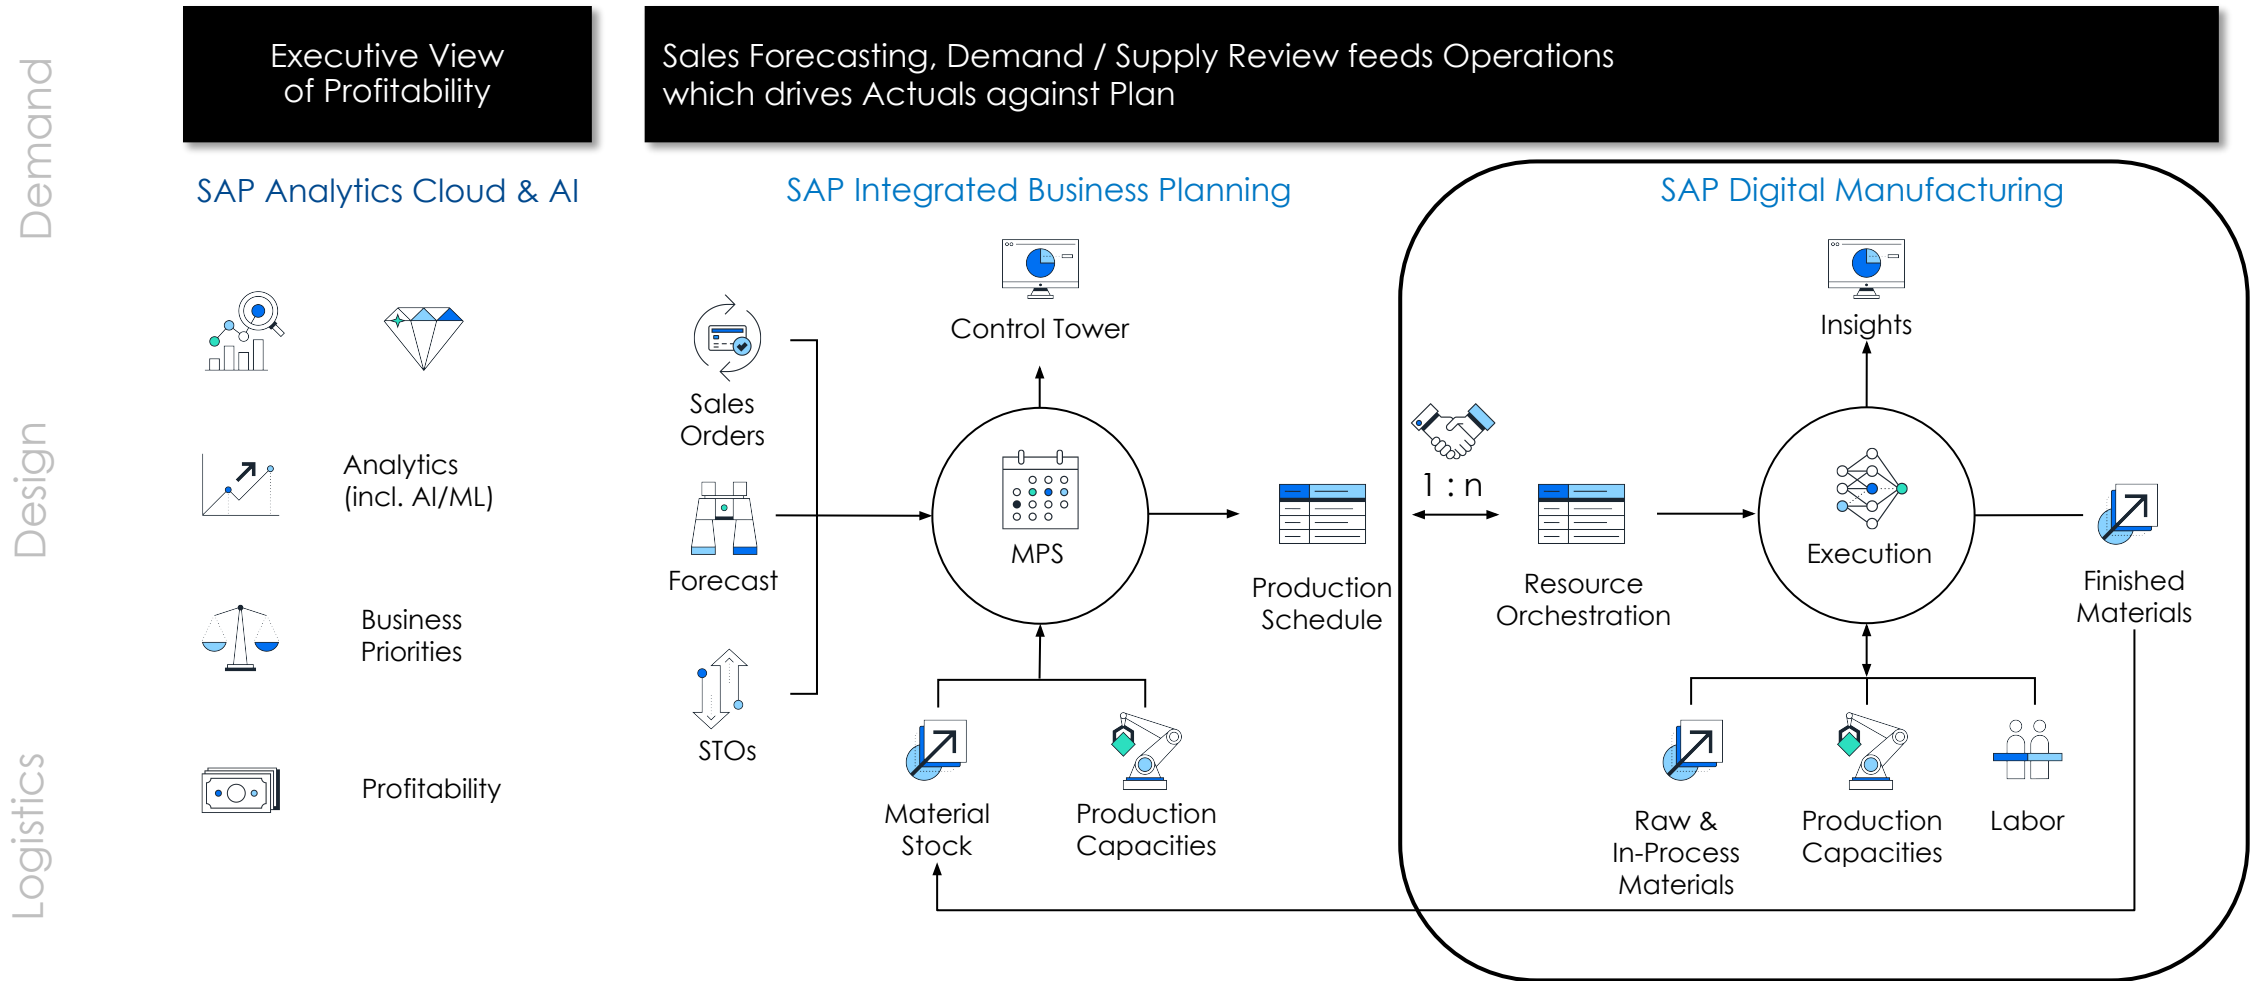 Demand
Design
Logistics
Executive View
of Profitability
Sales Forecasting, Demand / Supply Review feeds Operations
which drives Actuals against Plan
SAP Analytics Cloud & AI
Analytics
(incl. AI/ML)
Business
Priorities
Profitability
SAP Integrated Business Planning
Control Tower
Sales
Orders
Forecast
STOs
MPS
Material
Stock
Production
Capacities
Production
Schedule
1 : n
SAP Digital Manufacturing
Insights
Resource
Orchestration
Execution
Finished
Materials
Raw &
In-Process
Materials
Production
Capacities
Labor